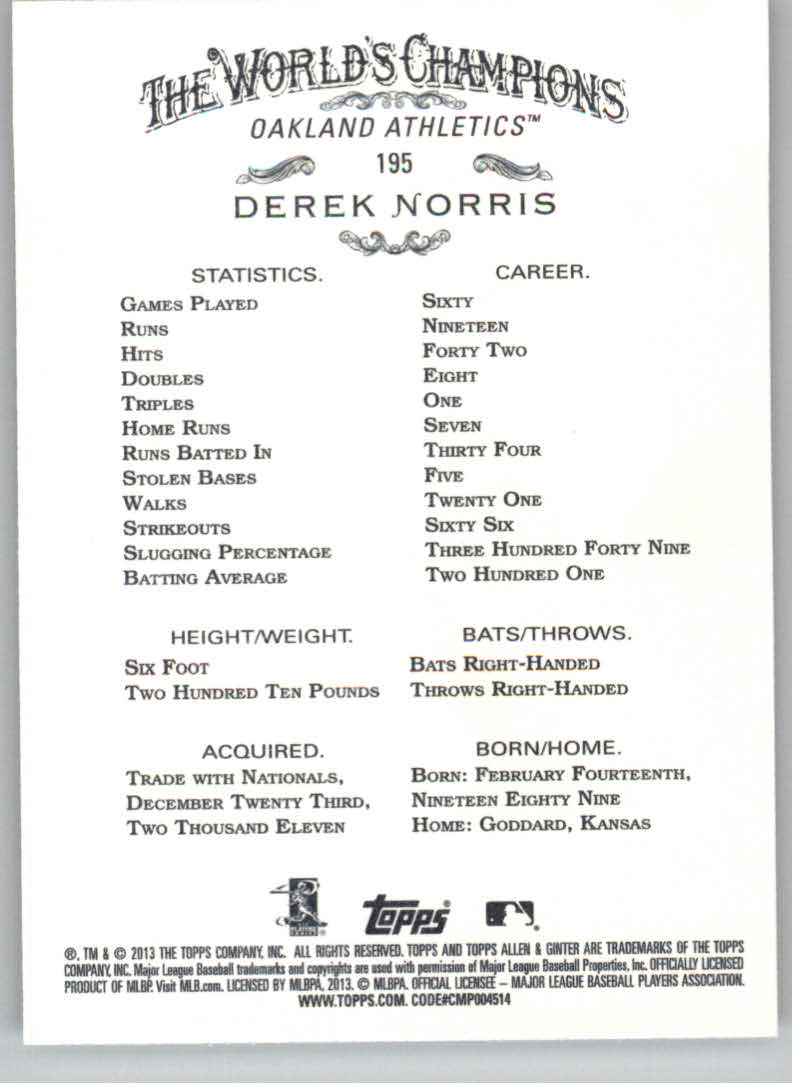 THE WORLD'S CHAMPIONS
OAKLAND ATHLETICS™
195
DEREK NORRIS
STATISTICS. CAREER.
GAMES PLAYED SIXTY
RUNS NINETEEN
HITS FORTY TWO
DOUBLES EIGHT
TRIPLES ONE
HOME RUNS SEVEN
RUNS BATTED IN THIRTY FOUR
STOLEN BASES FIVE
WALKS TWENTY ONE
STRIKEOUTS SIXTY SIX
SLUGGING PERCENTAGE THREE HUNDRED FORTY NINE
BATTING AVERAGE TWO HUNDRED ONE
HEIGHT/WEIGHT.
SIX FOOT
TWO HUNDRED TEN POUNDS
BATS/THROWS.
BATS RIGHT-HANDED
THROWS RIGHT-HANDED
ACQUIRED.
TRADE WITH NATIONALS,
DECEMBER TWENTY THIRD,
TWO THOUSAND ELEVEN
BORN/HOME.
BORN: FEBRUARY FOURTEENTH,
NINETEEN EIGHTY NINE
HOME: GODDARD, KANSAS
topps®
®, TM & © 2013 THE TOPPS COMPANY, INC. ALL RIGHTS RESERVED. TOPPS AND TOPPS ALLEN & GINTER ARE TRADEMARKS OF THE TOPPS
COMPANY, INC. Major League Baseball trademarks and copyrights are used with permission of Major League Baseball Properties, Inc. OFFICIALLY LICENSED
PRODUCT OF MLBP. Visit MLB.com. LICENSED BY MLBPA, 2013. © MLBPA. OFFICIAL LICENSEE – MAJOR LEAGUE BASEBALL PLAYERS ASSOCIATION.
WWW.TOPPS.COM. CODE#CMP004514